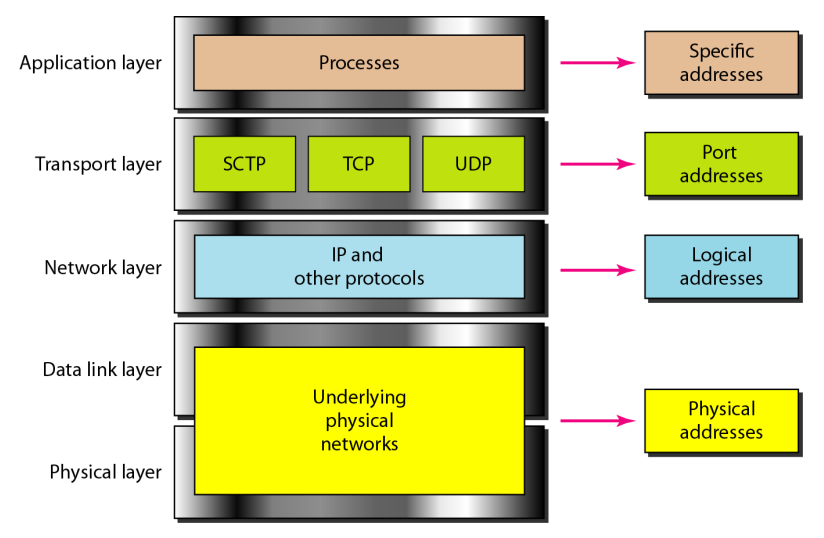 Application layer
Processes
Specific
addresses
Transport layer
SCTP
TCP
UDP
Port
addresses
Network layer
IP and
other protocols
Logical
addresses
Data link layer
Underlying
physical
networks
Physical
addresses
Physical layer